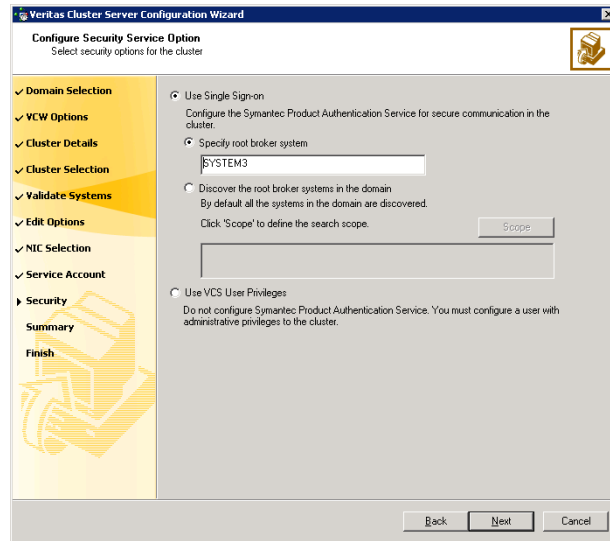 Veritas Cluster Server Configuration Wizard
Configure Security Service Option
Select security options for the cluster
Domain Selection
VCW Options
Cluster Details
Cluster Selection
Validate Systems
Edit Options
NIC Selection
Service Account
Security
Summary
Finish
Use Single Sign-on
Configure the Symantec Product Authentication Service for secure communication in the
cluster.
Specify root broker system
SYSTEM3
Discover the root broker systems in the domain
By default all the systems in the domain are discovered.
Click 'Scope' to define the search scope.
Scope
Use VCS User Privileges
Do not configure Symantec Product Authentication Service. You must configure a user with
administrative privileges to the cluster.
Back
Next
Cancel